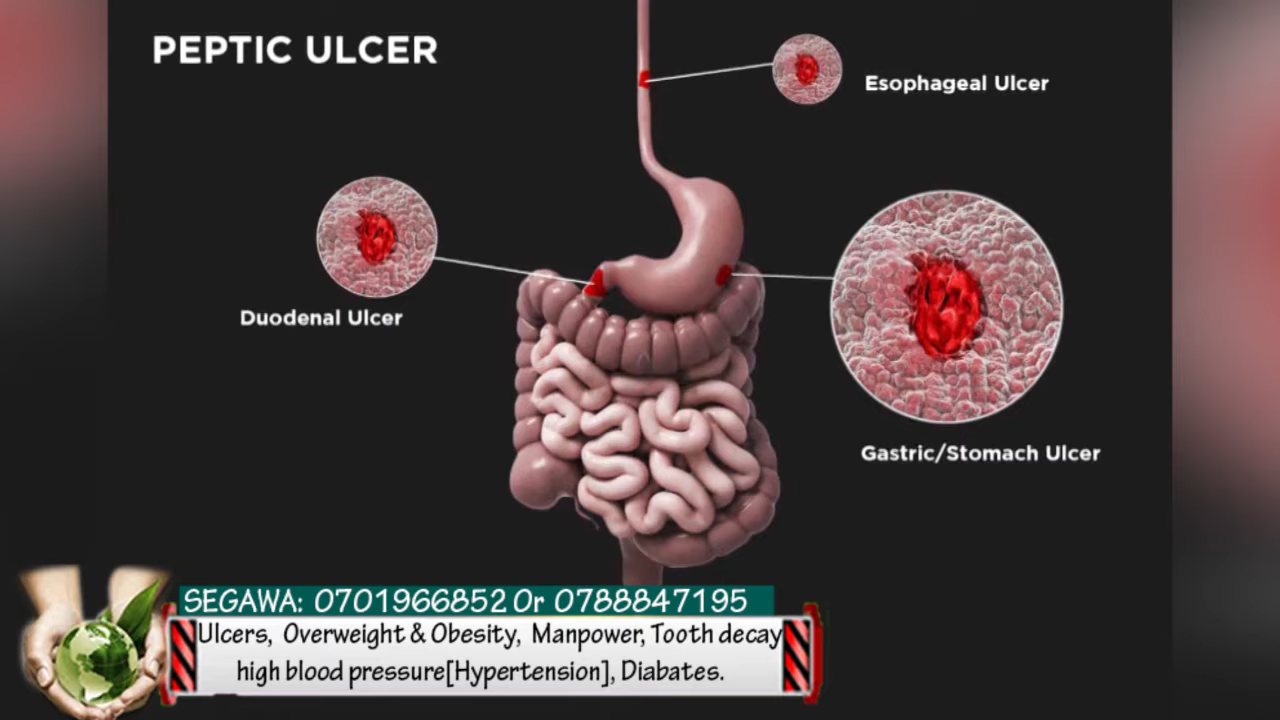 PEPTIC ULCER
Esophageal Ulcer
Duodenal Ulcer
Gastric/Stomach Ulcer
SEGAWA: 0701966852 Or 0788847195
Ulcers, Overweight & Obesity, Manpower, Tooth decay
high blood pressure[Hypertension], Diabates.